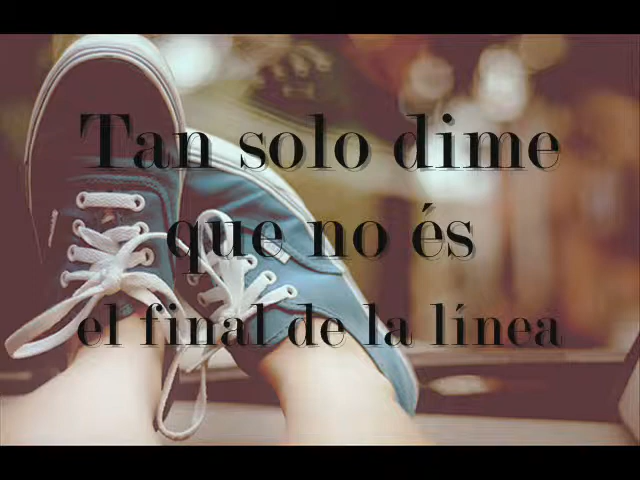 Tan solo dime
que no és
el final de la línea